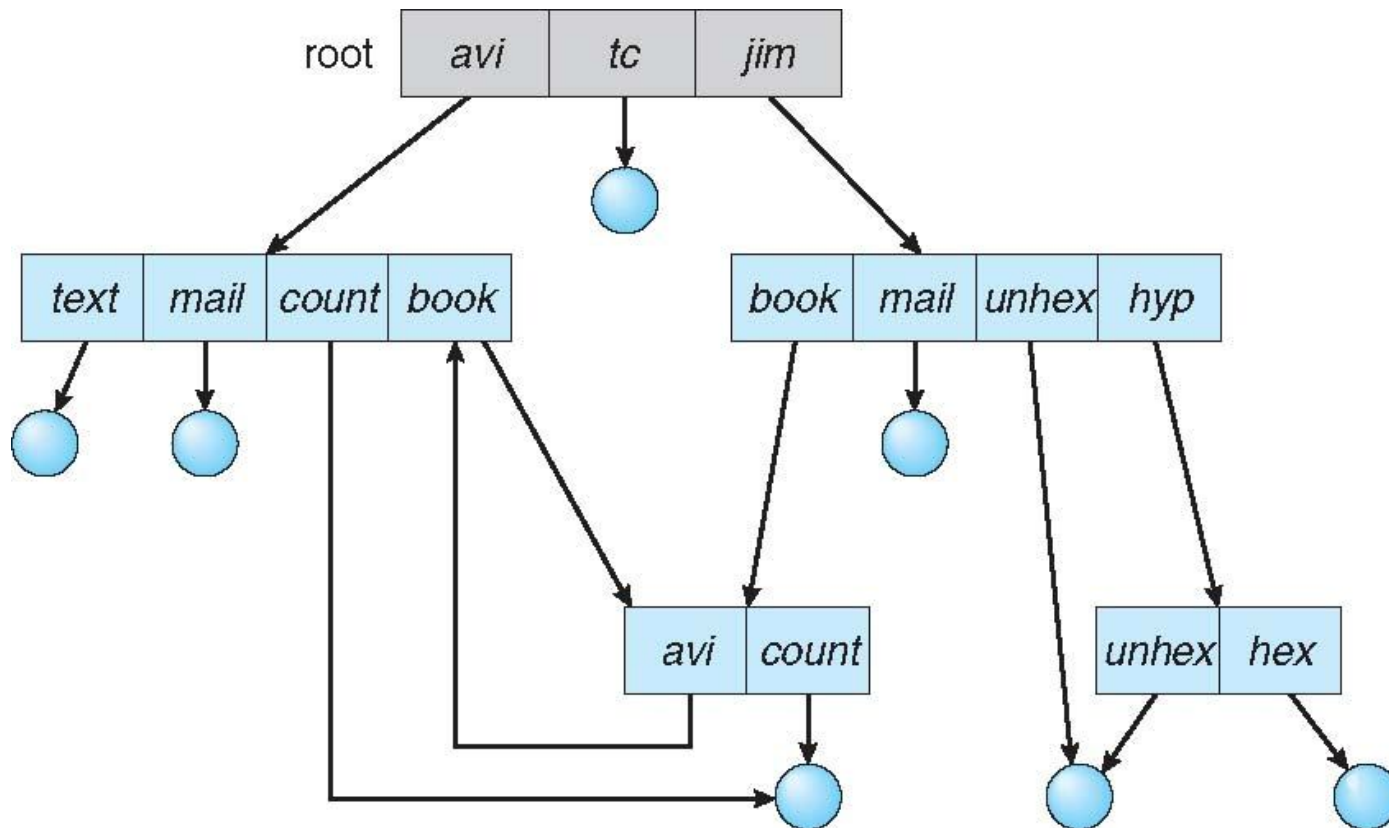 root avi tc jim
text mail count book
book mail unhex hyp
avi count
unhex hex